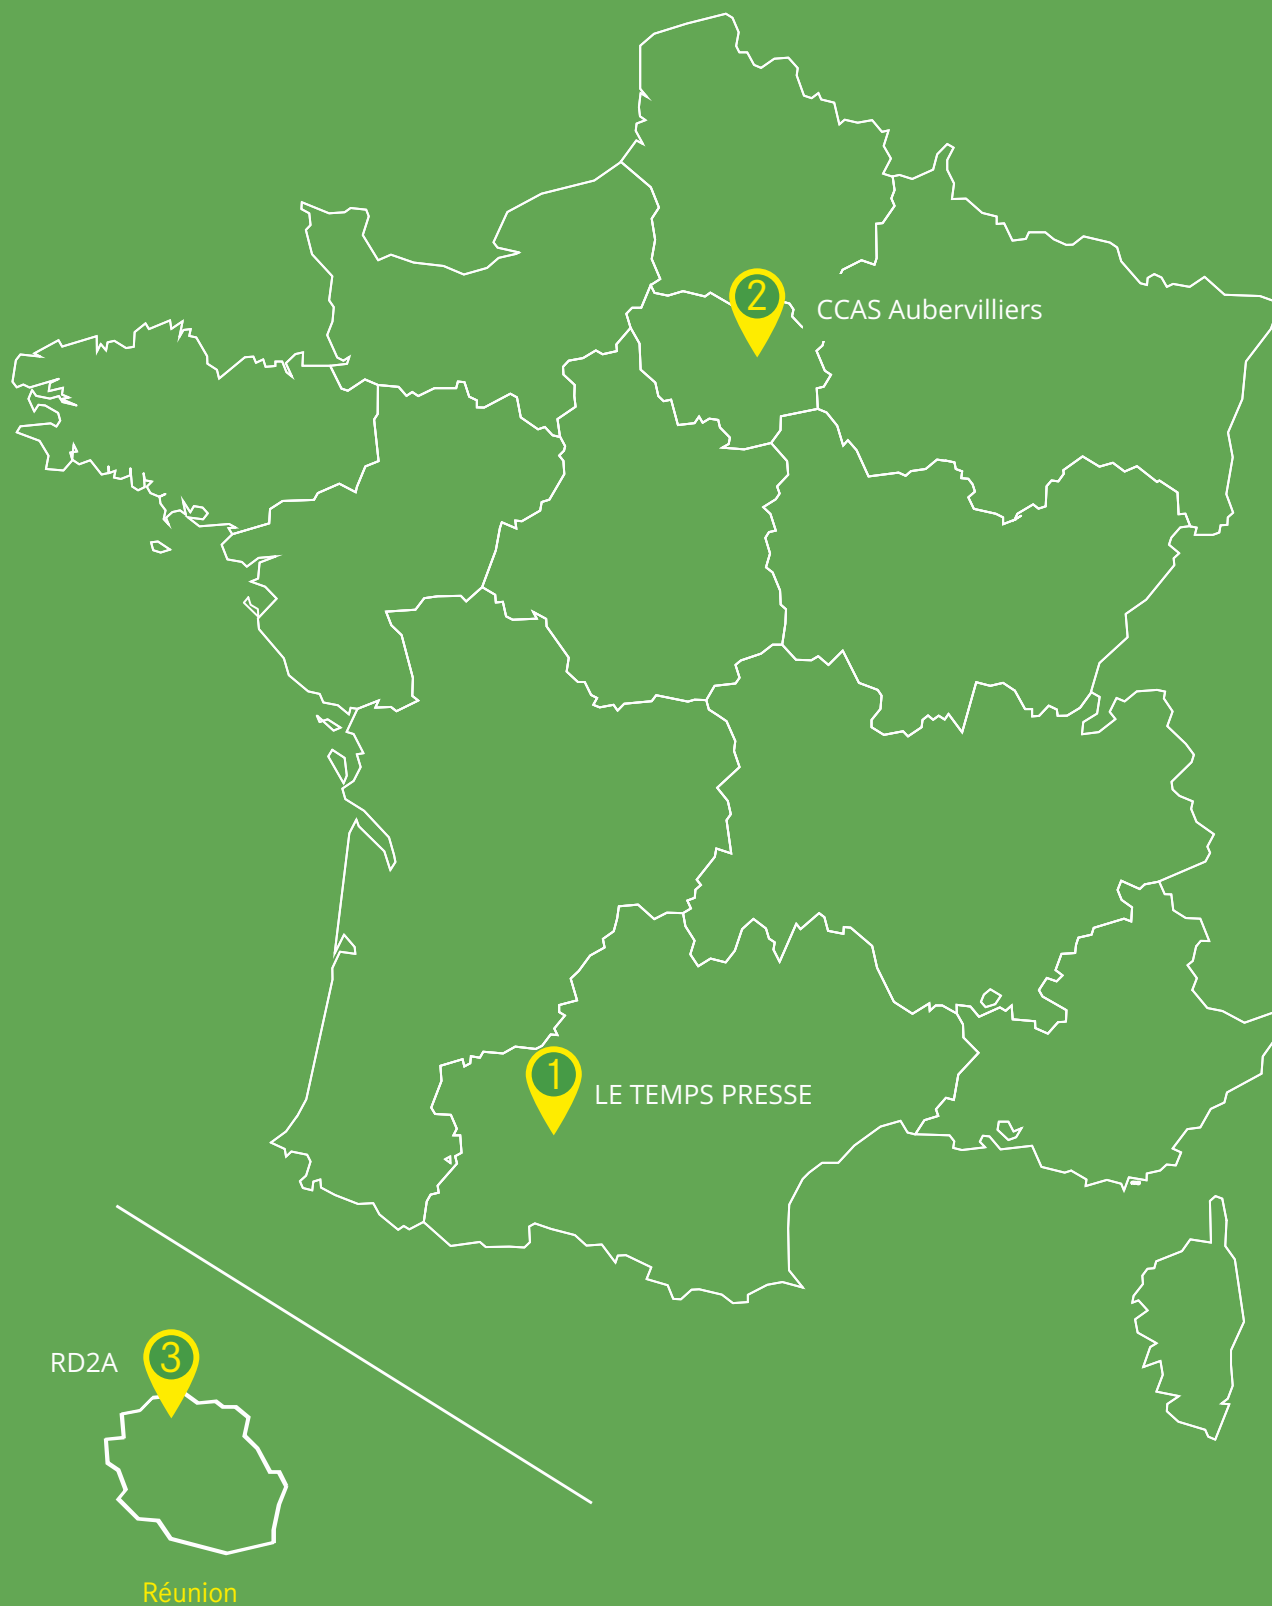 2
CCAS Aubervilliers
1
LE TEMPS PRESSE
RD2A
3
Réunion